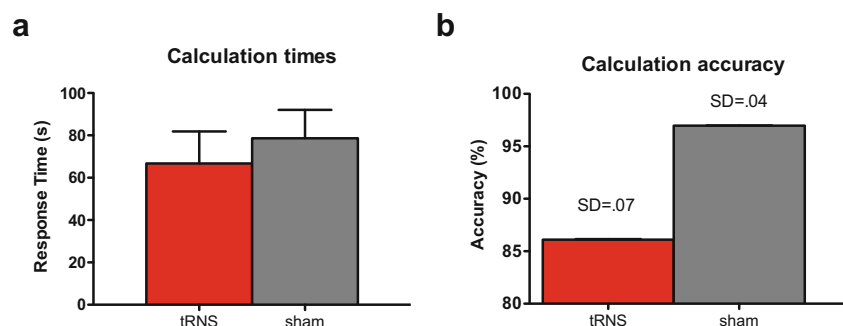 a
Calculation times
Response Time (s)
100
80
60
40
20
0
tRNS
sham
b
Calculation accuracy
Accuracy (%)
100
95
90
85
80
SD=.07
SD=.04
tRNS
sham